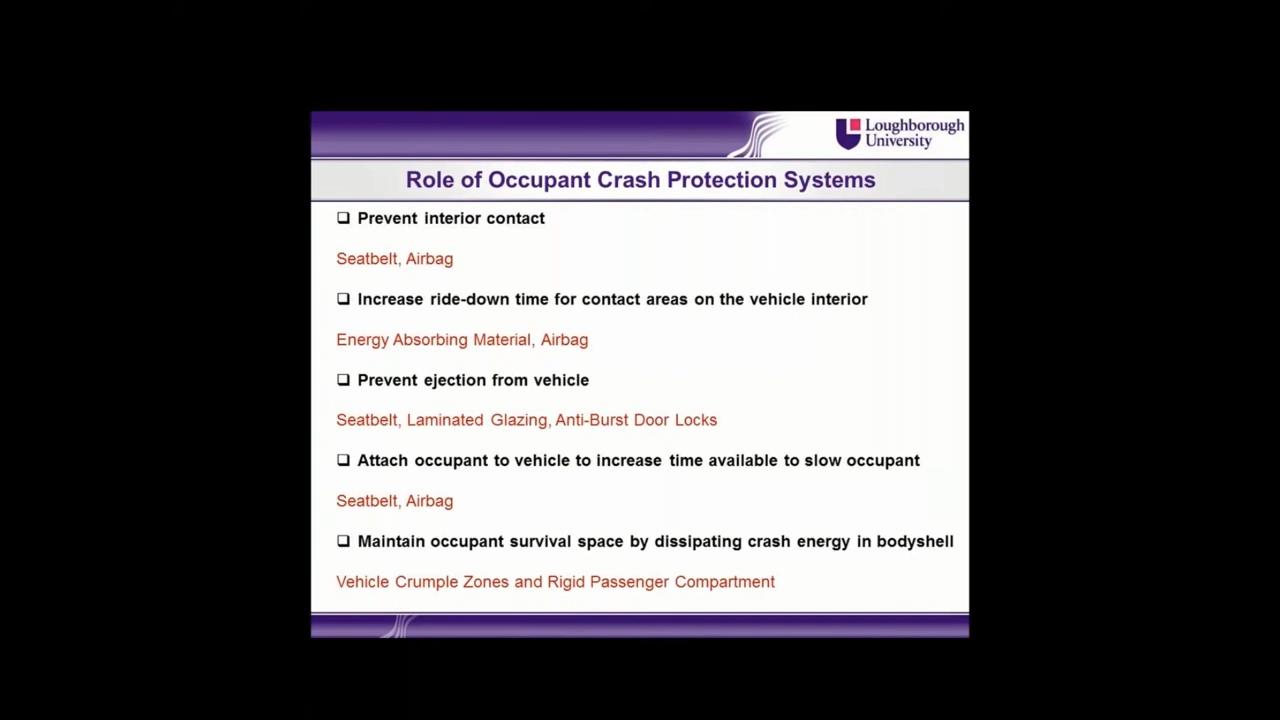 Loughborough
University
Role of Occupant Crash Protection Systems
❑ Prevent interior contact
Seatbelt, Airbag
❑ Increase ride-down time for contact areas on the vehicle interior
Energy Absorbing Material, Airbag
❑ Prevent ejection from vehicle
Seatbelt, Laminated Glazing, Anti-Burst Door Locks
❑ Attach occupant to vehicle to increase time available to slow occupant
Seatbelt, Airbag
❑ Maintain occupant survival space by dissipating crash energy in bodyshell
Vehicle Crumple Zones and Rigid Passenger Compartment